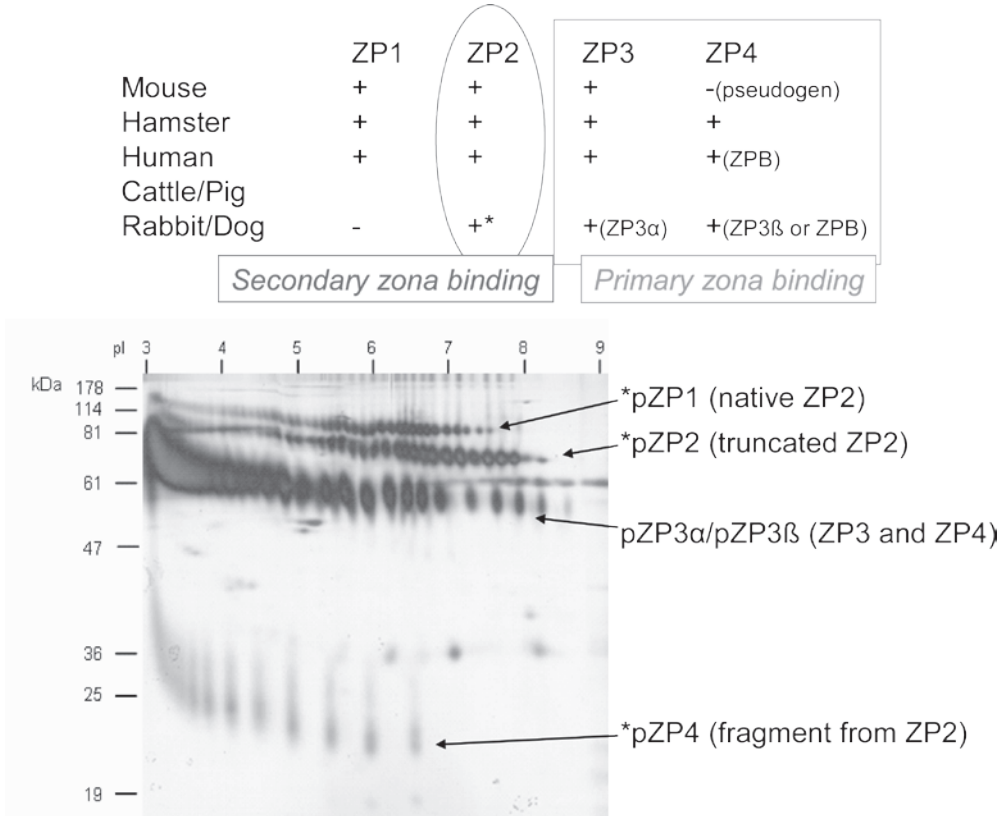 ZP1 ZP2 ZP3 ZP4
Mouse + + + -(pseudogen)
Hamster + + + +
Human + + + +(ZPB)
Cattle/Pig
Rabbit/Dog - +* +(ZP3α) +(ZP3ß or ZPB)
Secondary zona binding Primary zona binding
pI 3 4 5 6 7 8 9
kDa
178
114
81
61
47
36
25
19
*pZP1 (native ZP2)
*pZP2 (truncated ZP2)
pZP3α/pZP3ß (ZP3 and ZP4)
*pZP4 (fragment from ZP2)